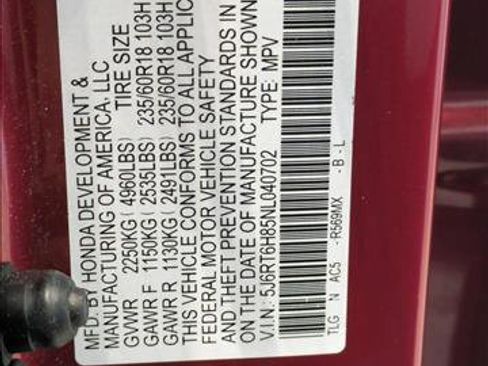 MFD. BY HONDA DEVELOPMENT &
MANUFACTURING OF AMERICA, LLC
TIRE SIZE
GVWR 2250KG ( 4960LBS)
GAWR F 1150KG ( 2535LBS) 235/60R18 103H
GAWR R 1130KG ( 2491LBS) 235/60R18 103H
THIS VEHICLE CONFORMS TO ALL APPLIC
FEDERAL MOTOR VEHICLE SAFETY
AND THEFT PREVENTION STANDARDS IN
ON THE DATE OF MANUFACTURE SHOWN
V.I.N.: 5J6RT6H85NL040702 TYPE: MPV
TLG N AC5 -R569MX -B-L